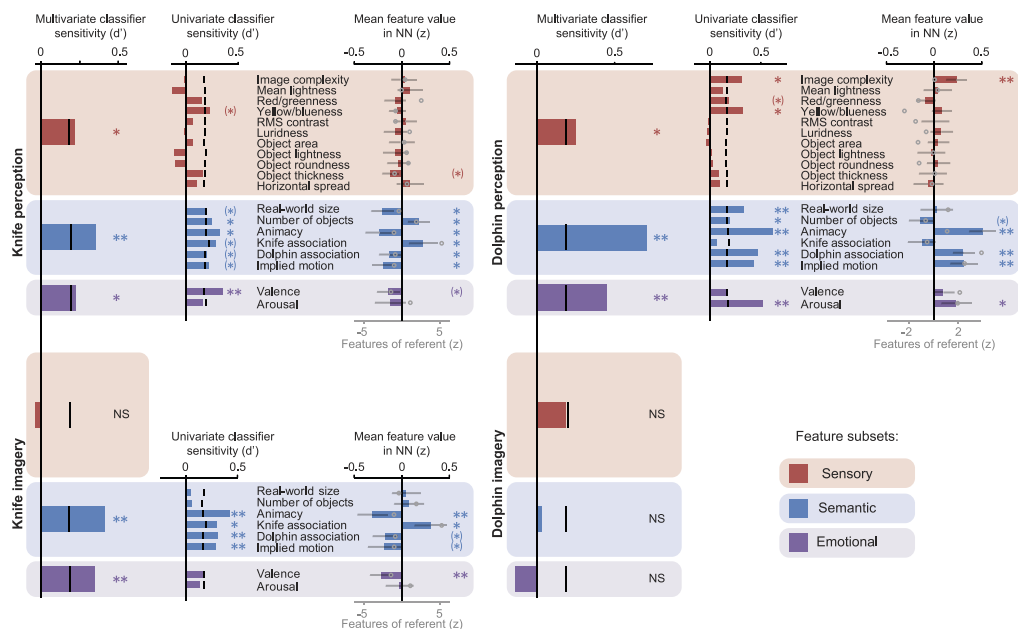 Multivariate classifier
sensitivity (d')
Univariate classifier
sensitivity (d')
Mean feature value
in NN (z)
0
0.5
0
0.5
-0.5
0
0.5
Knife perception
*
Image complexity
Mean lightness
Red/greenness
Yellow/blueness
(*)
RMS contrast
Luridness
Object area
Object lightness
Object roundness
Object thickness
(*)
Horizontal spread
**
Real-world size
(*)
*
Number of objects
*
*
Animacy
*
*
Knife association
(*)
*
Dolphin association
(*)
*
Implied motion
(*)
*
*
Valence
**
(*)
Arousal
-5
5
Features of referent (z)
Multivariate classifier
sensitivity (d')
Univariate classifier
sensitivity (d')
Mean feature value
in NN (z)
0
0.5
0
0.5
-0.5
0
0.5
Dolphin perception
*
Image complexity
*
**
Mean lightness
Red/greenness
(*)
Yellow/blueness
*
RMS contrast
Luridness
Object area
Object lightness
Object roundness
Object thickness
Horizontal spread
**
Real-world size
**
Number of objects
*
(*)
Animacy
**
**
Knife association
Dolphin association
**
**
Implied motion
**
**
**
Valence
Arousal
**
*
-2
2
Features of referent (z)
Knife imagery
NS
Univariate classifier
sensitivity (d')
Mean feature value
in NN (z)
0
0.5
-0.5
0
0.5
**
Real-world size
Number of objects
Animacy
**
**
Knife association
*
*
Dolphin association
**
(*)
Implied motion
**
(*)
**
Valence
**
Arousal
-5
5
Features of referent (z)
Dolphin imagery
NS
NS
NS
Feature subsets:
Sensory
Semantic
Emotional